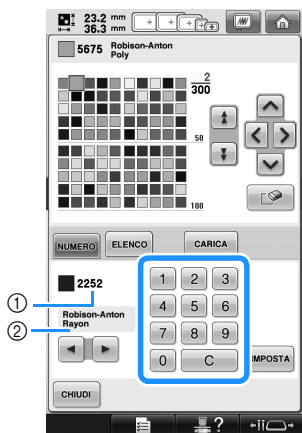 23.2 mm
36.3 mm
5675 Robison-Anton
Poly
2
300
50
100
NUMERO ELENCO CARICA
① 2252
② Robison-Anton
Rayon
1 2 3
4 5 6
7 8 9
0 C
IMPOSTA
CHIUDI
?